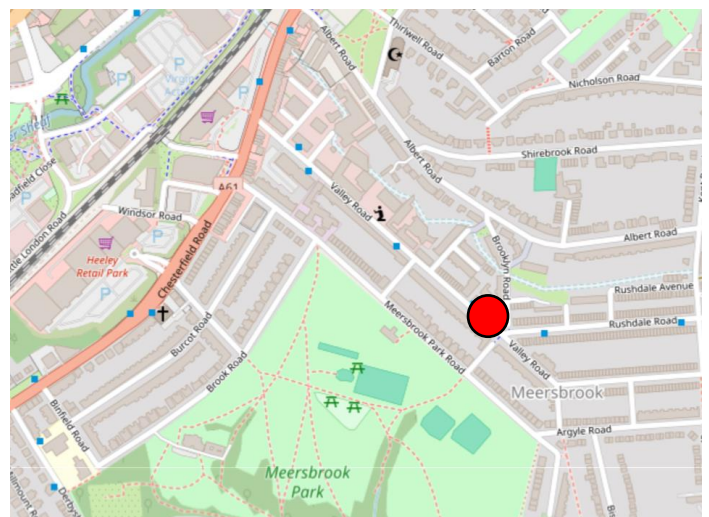 Albert Road
Thirlwell Road
Barton Road
Nicholson Road
Virgin
Shirebrook Road
Albert Road
A61
Valley Road
Windsor Road
Albert Road
Chesterfield Road
Brooklyn Road
Heeley
Retail Park
Rushdale Avenue
Meersbrook Park Road
Rushdale Road
Burcot Road
Valley Road
Brook Road
Meersbrook
Binfield Road
Argyle Road
Meersbrook
Park